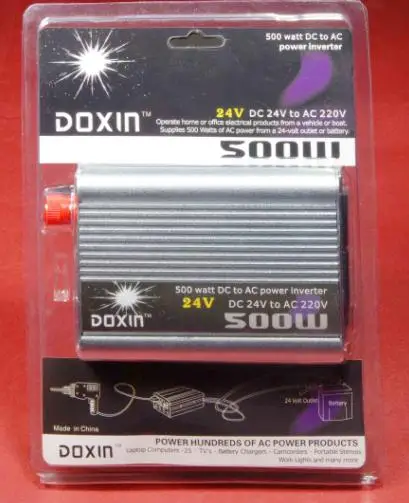 500 watt DC to AC
power inverter
DOXIN™
24V DC 24V to AC 220V
Operate home or office electrical products from a vehicle or boat.
Supplies 500 Watts of AC power from a 24-volt outlet or battery.
500W
500 watt DC to AC power inverter
24V DC 24V to AC 220V
DOXIN™
500W
24 Volt Outlet
Battery
Made in China
DOXIN™
POWER HUNDREDS OF AC POWER PRODUCTS
Laptop Computers - 25" TV's - Battery Chargers - Camcorders - Portable Stereos
Work Lights and many more